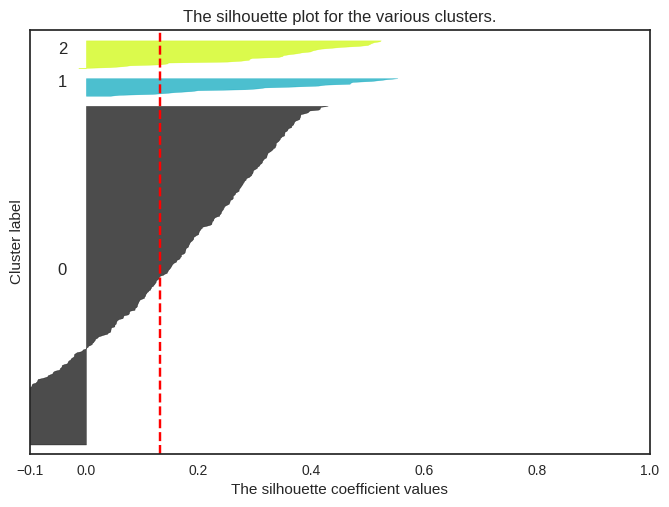 The silhouette plot for the various clusters.
2
1
0
Cluster label
−0.1 0.0 0.2 0.4 0.6 0.8 1.0
The silhouette coefficient values